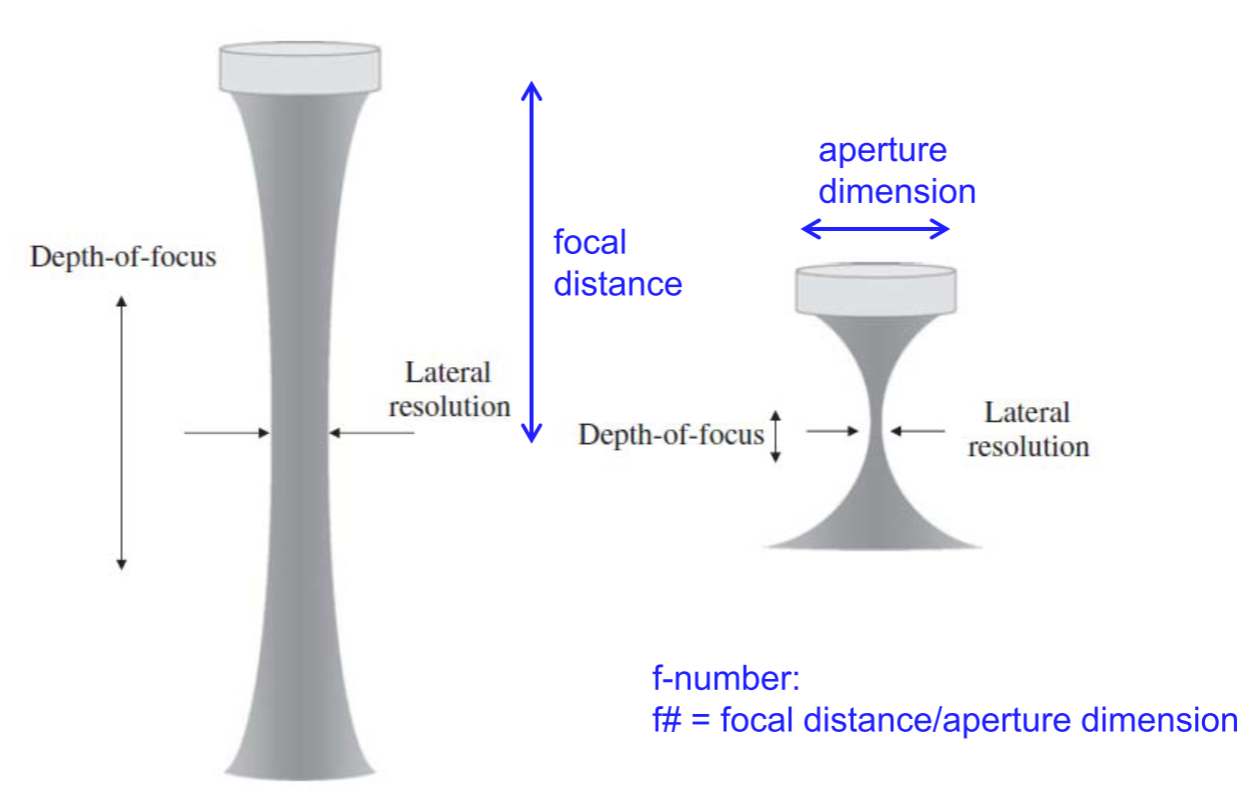 Depth-of-focus
Lateral
resolution
focal
distance
aperture
dimension
Depth-of-focus
Lateral
resolution
f-number:
f# = focal distance/aperture dimension